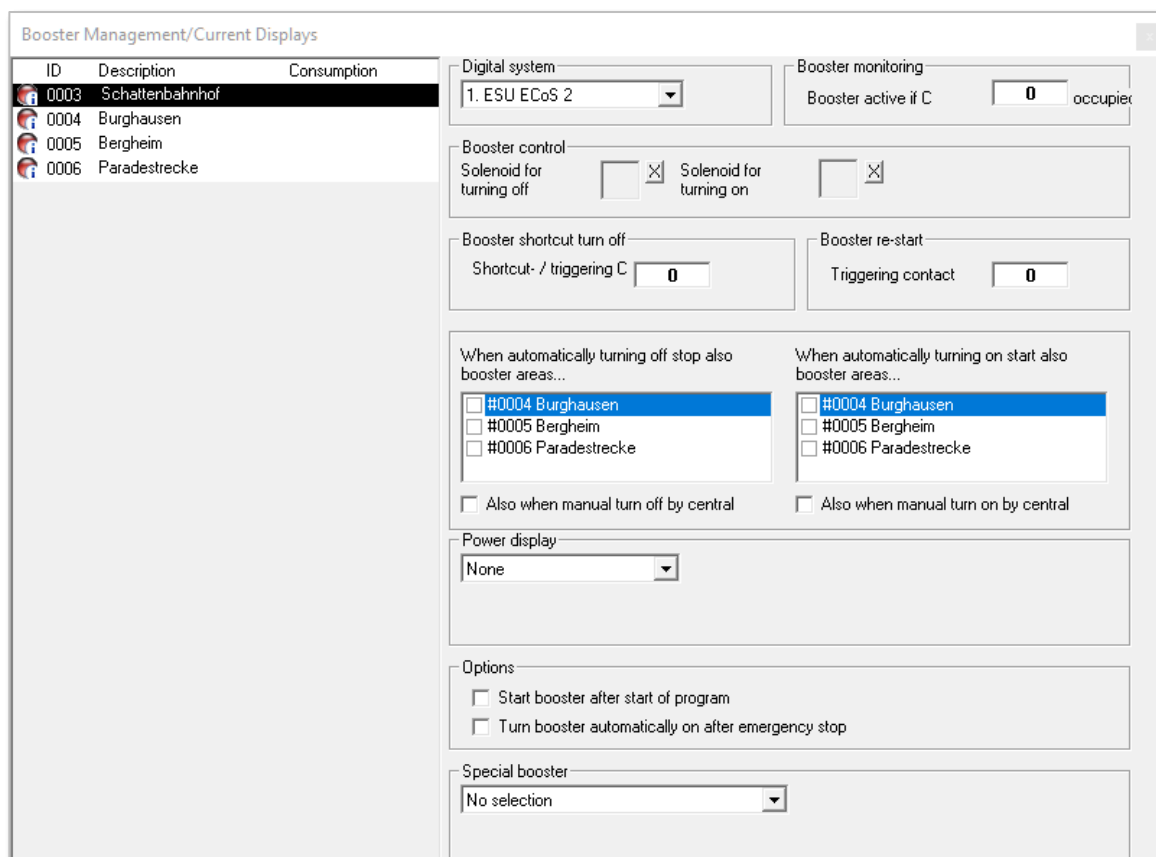 Booster Management/Current Displays
x
ID Description Consumption
0003 Schattenbahnhof
0004 Burghausen
0005 Bergheim
0006 Paradestrecke
Digital system
1. ESU ECoS 2
Booster monitoring
Booster active if C 0 occupied
Booster control
Solenoid for
turning off
X
Solenoid for
turning on
X
Booster shortcut turn off
Shortcut- / triggering C 0
Booster re-start
Triggering contact 0
When automatically turning off stop also
booster areas...
#0004 Burghausen
#0005 Bergheim
#0006 Paradestrecke
Also when manual turn off by central
When automatically turning on start also
booster areas...
#0004 Burghausen
#0005 Bergheim
#0006 Paradestrecke
Also when manual turn on by central
Power display
None
Options
Start booster after start of program
Turn booster automatically on after emergency stop
Special booster
No selection